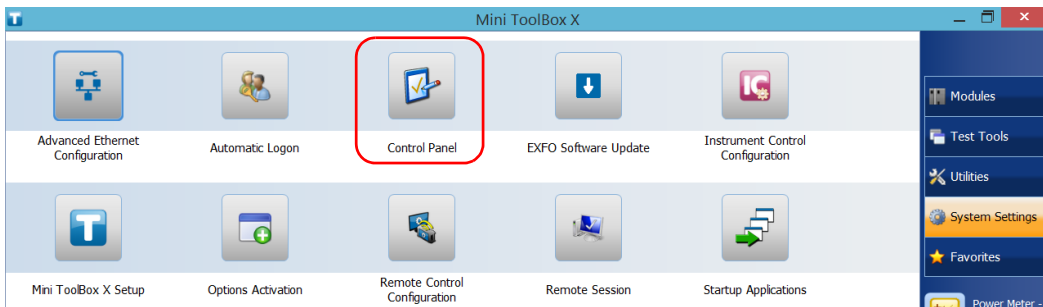 Mini ToolBox X
Advanced Ethernet
Configuration
Automatic Logon
Control Panel
EXFO Software Update
Instrument Control
Configuration
Mini ToolBox X Setup
Options Activation
Remote Control
Configuration
Remote Session
Startup Applications
Modules
Test Tools
Utilities
System Settings
Favorites
Power Meter -